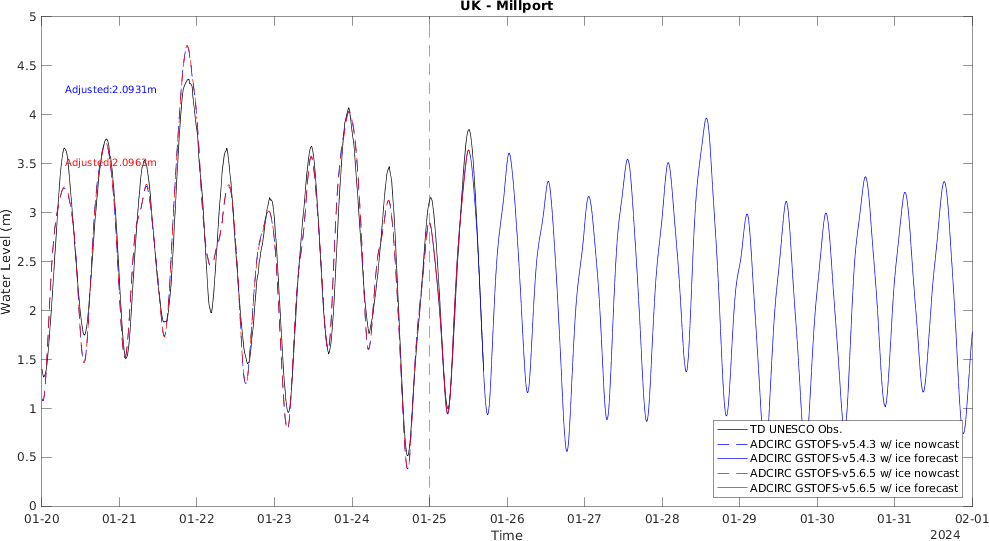 UK - Millport
5
4.5
4
3.5
3
2.5
2
1.5
1
0.5
0
Water Level (m)
Adjusted:2.0931m
Adjusted:2.0963m
TD UNESCO Obs.
ADCIRC GSTOFS-v5.4.3 w/ ice nowcast
ADCIRC GSTOFS-v5.4.3 w/ ice forecast
ADCIRC GSTOFS-v5.6.5 w/ ice nowcast
ADCIRC GSTOFS-v5.6.5 w/ ice forecast
01-20 01-21 01-22 01-23 01-24 01-25 01-26 01-27 01-28 01-29 01-30 01-31 02-01
Time
2024